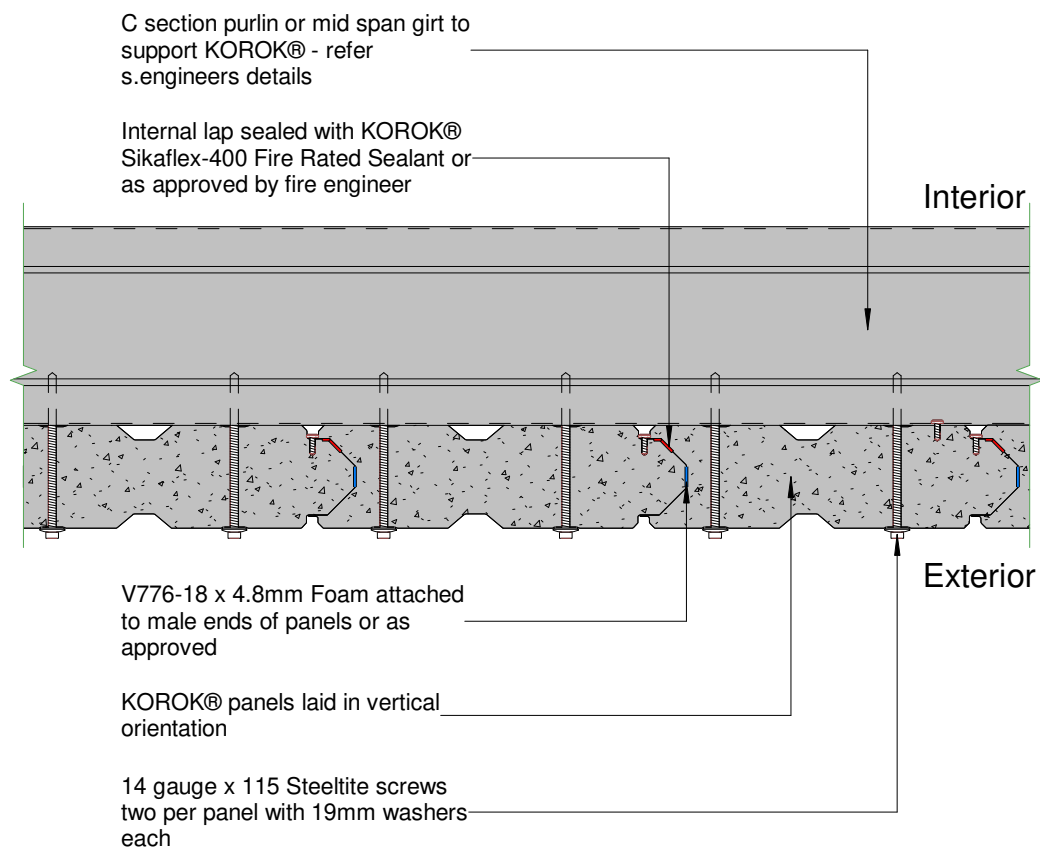 C section purlin or mid span girt to
support KOROK® - refer
s.engineers details
Internal lap sealed with KOROK®
Sikaflex-400 Fire Rated Sealant or
as approved by fire engineer
Interior
Exterior
V776-18 x 4.8mm Foam attached
to male ends of panels or as
approved
KOROK® panels laid in vertical
orientation
14 gauge x 115 Steeltite screws
two per panel with 19mm washers
each